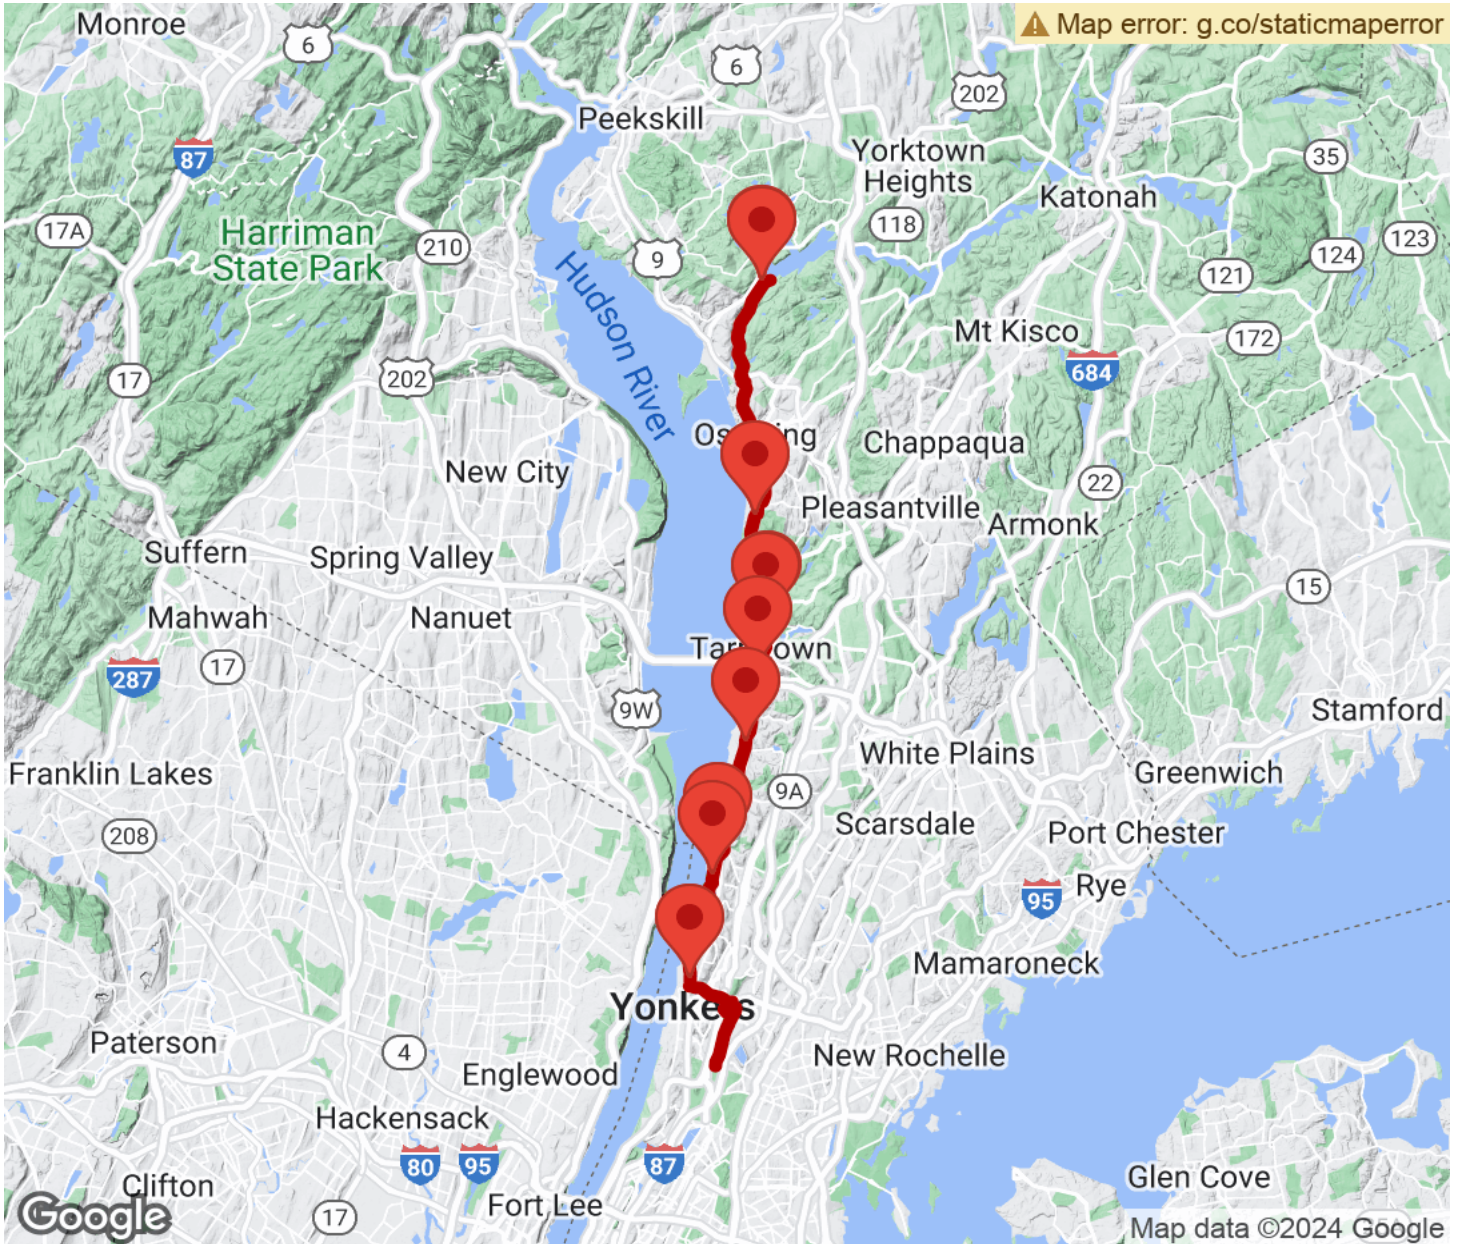 Monroe
6
Map error: g.co/staticmaperror
6
202
Peekskill
87
Yorktown
Heights
35
Katonah
17A
Harriman
State Park
210
9
118
123
124
121
Hudson River
Mt Kisco
172
17
202
684
Chappaqua
New City
22
Pleasantville
Armonk
Suffern
Spring Valley
15
Mahwah
Nanuet
17
287
9W
Stamford
White Plains
Franklin Lakes
Greenwich
9A
208
Scarsdale
Port Chester
Rye
95
Mamaroneck
Paterson
4
New Rochelle
Englewood
Hackensack
80
95
87
Glen Cove
Clifton
Fort Lee
17
Google
Map data ©2024 Google